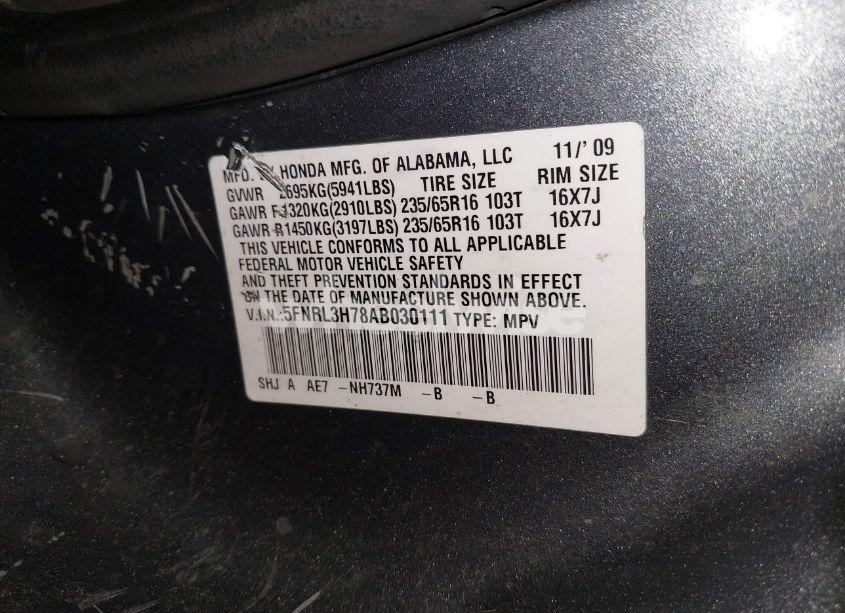 MFD. BY HONDA MFG. OF ALABAMA, LLC 11/' 09
GVWR 2695KG(5941LBS) TIRE SIZE RIM SIZE
GAWR F 1320KG(2910LBS) 235/65R16 103T 16X7J
GAWR R 1450KG(3197LBS) 235/65R16 103T 16X7J
THIS VEHICLE CONFORMS TO ALL APPLICABLE
FEDERAL MOTOR VEHICLE SAFETY
AND THEFT PREVENTION STANDARDS IN EFFECT
ON THE DATE OF MANUFACTURE SHOWN ABOVE.
V.I.N.:5FNRL3H78AB030111 TYPE: MPV
SHJ A AE7 -NH737M -B -B